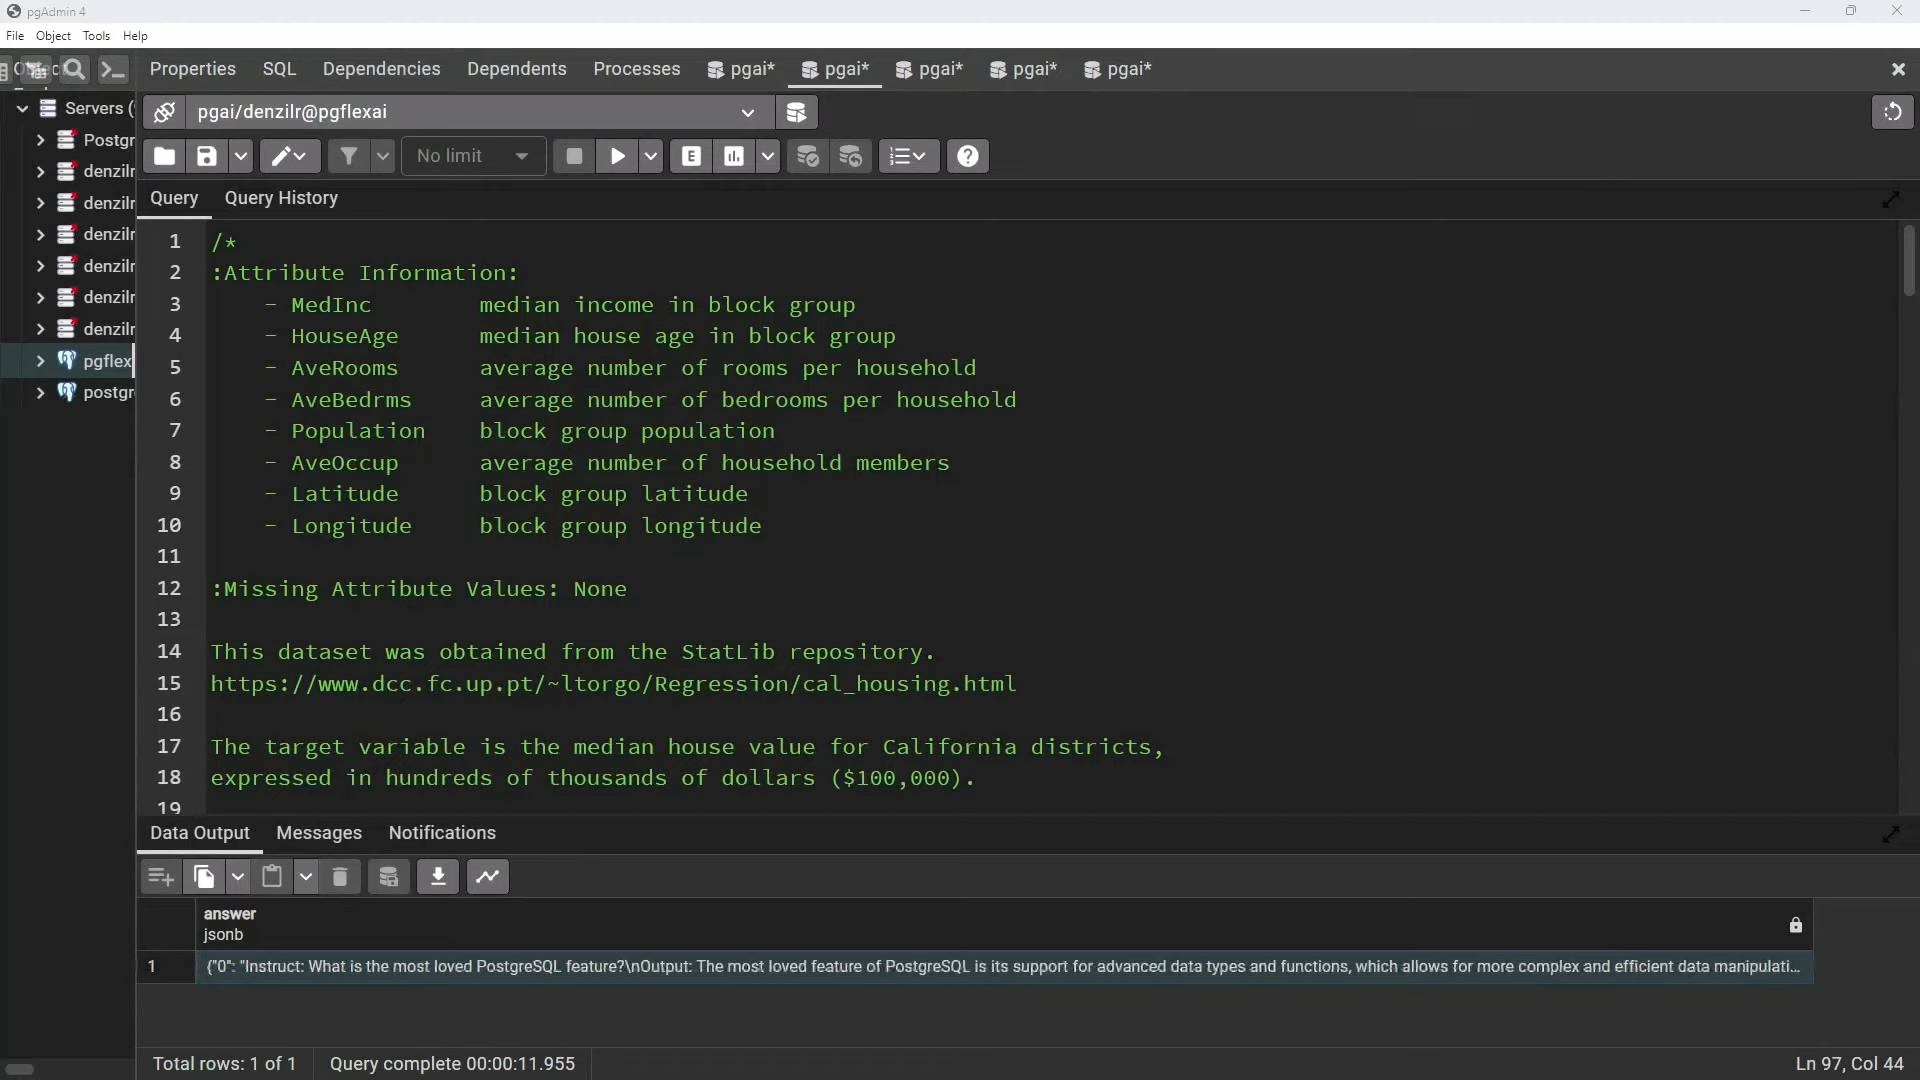 pgAdmin 4
File Object Tools Help
Properties SQL Dependencies Dependents Processes pgai* pgai* pgai* pgai* pgai*
Servers (
pgai/denzilr@pgflexai
Postgr
denzilr
denzilr
denzilr
denzilr
denzilr
denzilr
pgflex
postgr
No limit
E
Query Query History
1 /*
2 :Attribute Information:
3 - MedInc median income in block group
4 - HouseAge median house age in block group
5 - AveRooms average number of rooms per household
6 - AveBedrms average number of bedrooms per household
7 - Population block group population
8 - AveOccup average number of household members
9 - Latitude block group latitude
10 - Longitude block group longitude
11
12 :Missing Attribute Values: None
13
14 This dataset was obtained from the StatLib repository.
15 https://www.dcc.fc.up.pt/~ltorgo/Regression/cal_housing.html
16
17 The target variable is the median house value for California districts,
18 expressed in hundreds of thousands of dollars ($100,000).
19
Data Output Messages Notifications
answer
jsonb
1 {"0": "Instruct: What is the most loved PostgreSQL feature?\nOutput: The most loved feature of PostgreSQL is its support for advanced data types and functions, which allows for more complex and efficient data manipulati...
Total rows: 1 of 1 Query complete 00:00:11.955 Ln 97, Col 44